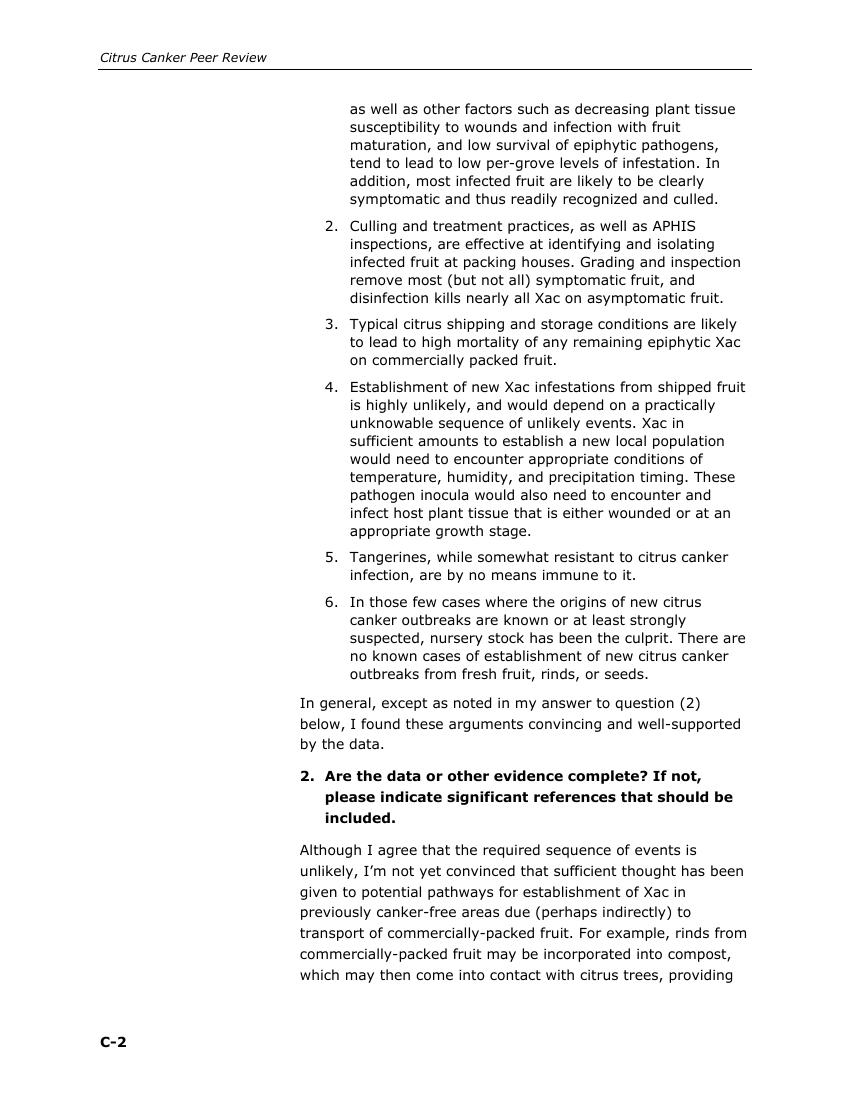 Citrus Canker Peer Review
as well as other factors such as decreasing plant tissue
susceptibility to wounds and infection with fruit
maturation, and low survival of epiphytic pathogens,
tend to lead to low per-grove levels of infestation. In
addition, most infected fruit are likely to be clearly
symptomatic and thus readily recognized and culled.
2. Culling and treatment practices, as well as APHIS
inspections, are effective at identifying and isolating
infected fruit at packing houses. Grading and inspection
remove most (but not all) symptomatic fruit, and
disinfection kills nearly all Xac on asymptomatic fruit.
3. Typical citrus shipping and storage conditions are likely
to lead to high mortality of any remaining epiphytic Xac
on commercially packed fruit.
4. Establishment of new Xac infestations from shipped fruit
is highly unlikely, and would depend on a practically
unknowable sequence of unlikely events. Xac in
sufficient amounts to establish a new local population
would need to encounter appropriate conditions of
temperature, humidity, and precipitation timing. These
pathogen inocula would also need to encounter and
infect host plant tissue that is either wounded or at an
appropriate growth stage.
5. Tangerines, while somewhat resistant to citrus canker
infection, are by no means immune to it.
6. In those few cases where the origins of new citrus
canker outbreaks are known or at least strongly
suspected, nursery stock has been the culprit. There are
no known cases of establishment of new citrus canker
outbreaks from fresh fruit, rinds, or seeds.
In general, except as noted in my answer to question (2)
below, I found these arguments convincing and well-supported
by the data.
2. Are the data or other evidence complete? If not,
please indicate significant references that should be
included.
Although I agree that the required sequence of events is
unlikely, I’m not yet convinced that sufficient thought has been
given to potential pathways for establishment of Xac in
previously canker-free areas due (perhaps indirectly) to
transport of commercially-packed fruit. For example, rinds from
commercially-packed fruit may be incorporated into compost,
which may then come into contact with citrus trees, providing
C-2